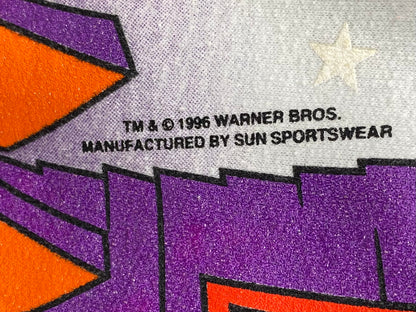 TM & © 1996 WARNER BROS.
MANUFACTURED BY SUN SPORTSWEAR